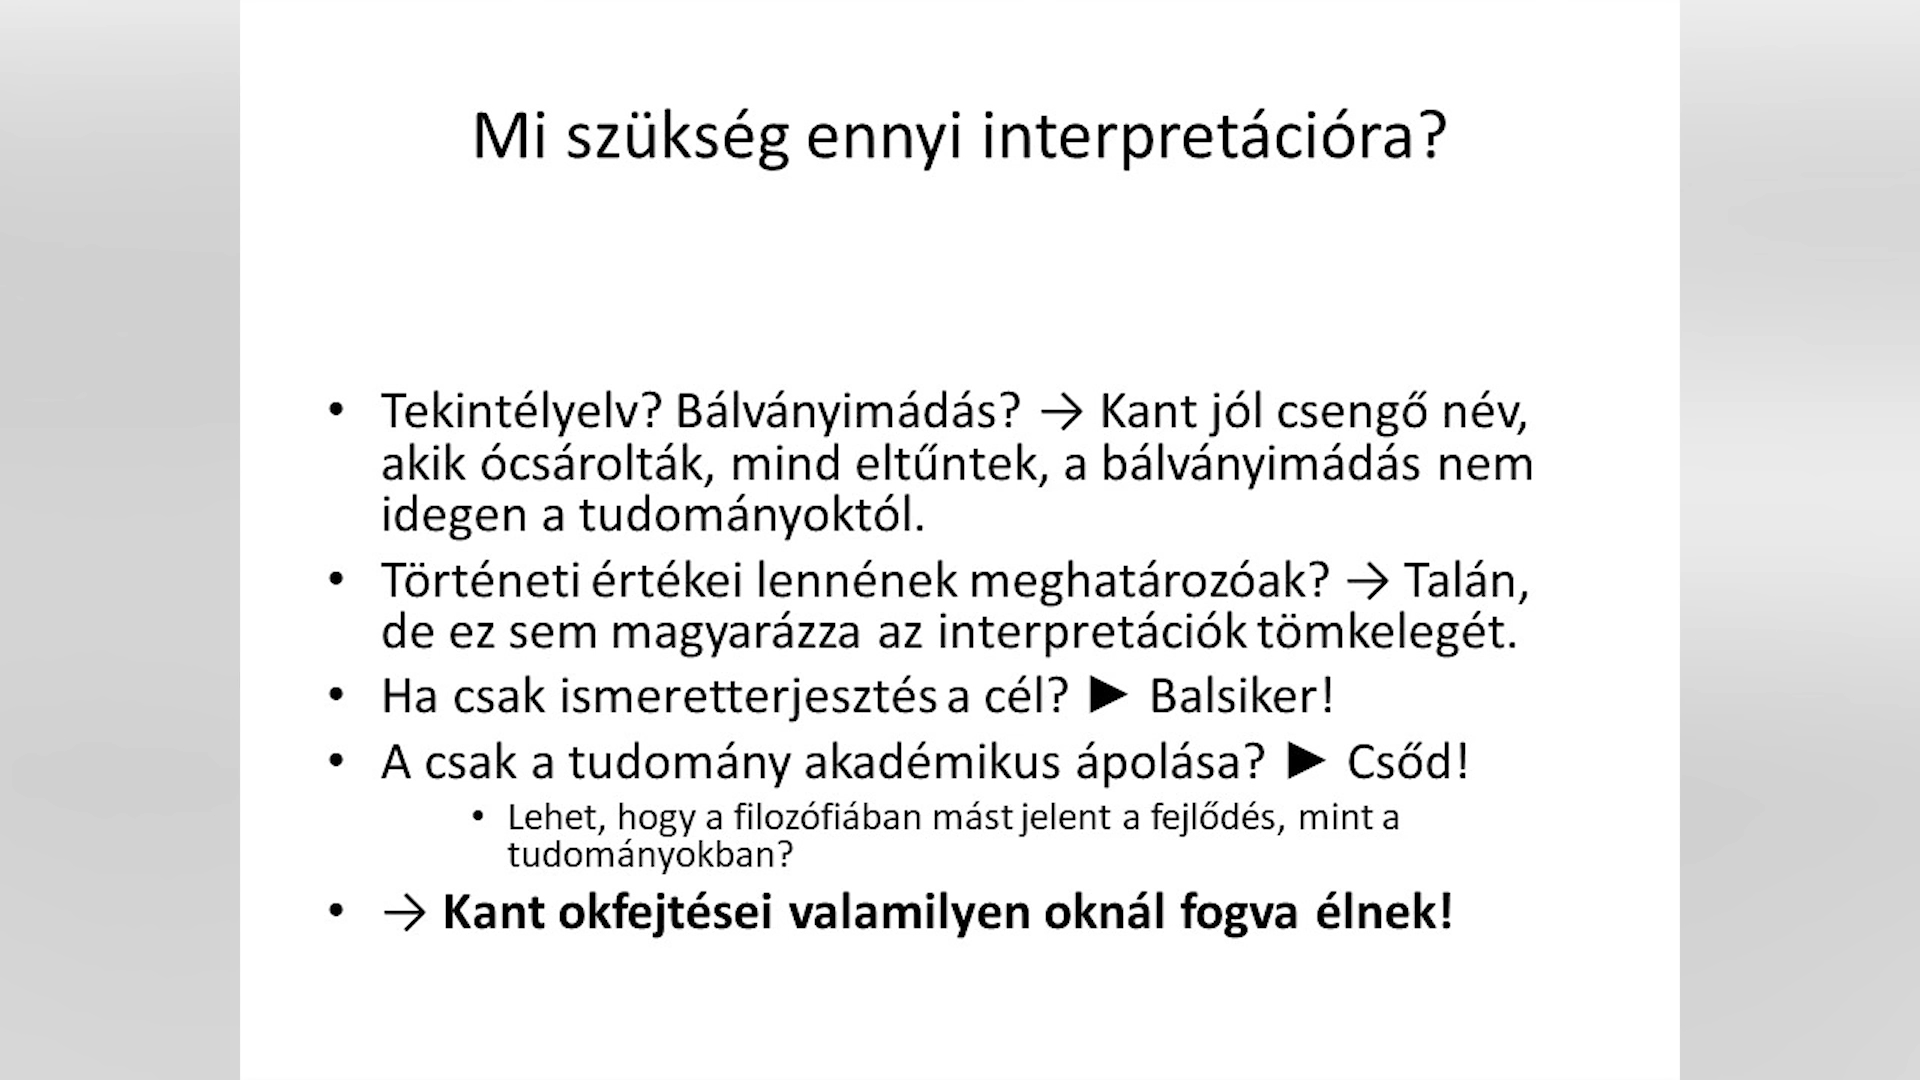 Mi szükség ennyi interpretációra?
• Tekintélyelv? Bálványimádás? → Kant jól csengő név,
akik ócsárolták, mind eltűntek, a bálványimádás nem
idegen a tudományoktól.
• Történeti értékei lennének meghatározóak? → Talán,
de ez sem magyarázza az interpretációk tömkelegét.
• Ha csak ismeretterjesztés a cél? ► Balsiker!
• A csak a tudomány akadémikus ápolása? ► Csőd!
• Lehet, hogy a filozófiában mást jelent a fejlődés, mint a
tudományokban?
• → Kant okfejtései valamilyen oknál fogva élnek!